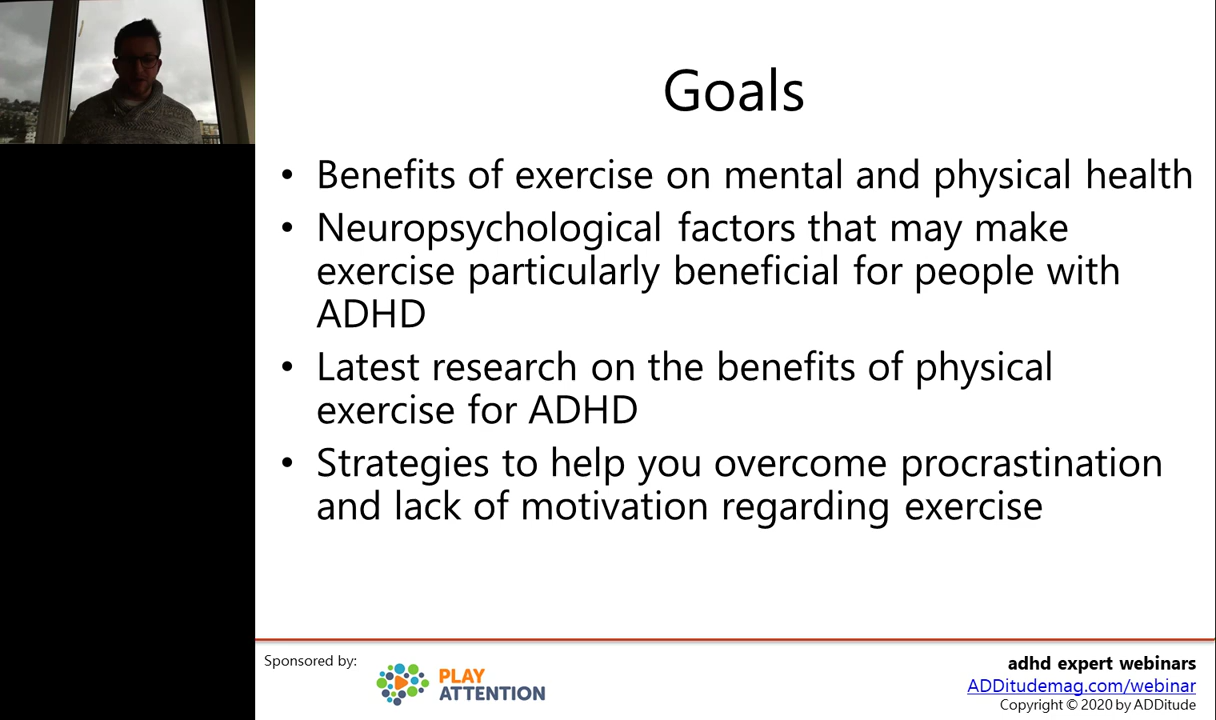 Goals
• Benefits of exercise on mental and physical health
• Neuropsychological factors that may make
exercise particularly beneficial for people with
ADHD
• Latest research on the benefits of physical
exercise for ADHD
• Strategies to help you overcome procrastination
and lack of motivation regarding exercise
Sponsored by:
PLAY
ATTENTION
adhd expert webinars
ADDitudemag.com/webinar
Copyright © 2020 by ADDitude